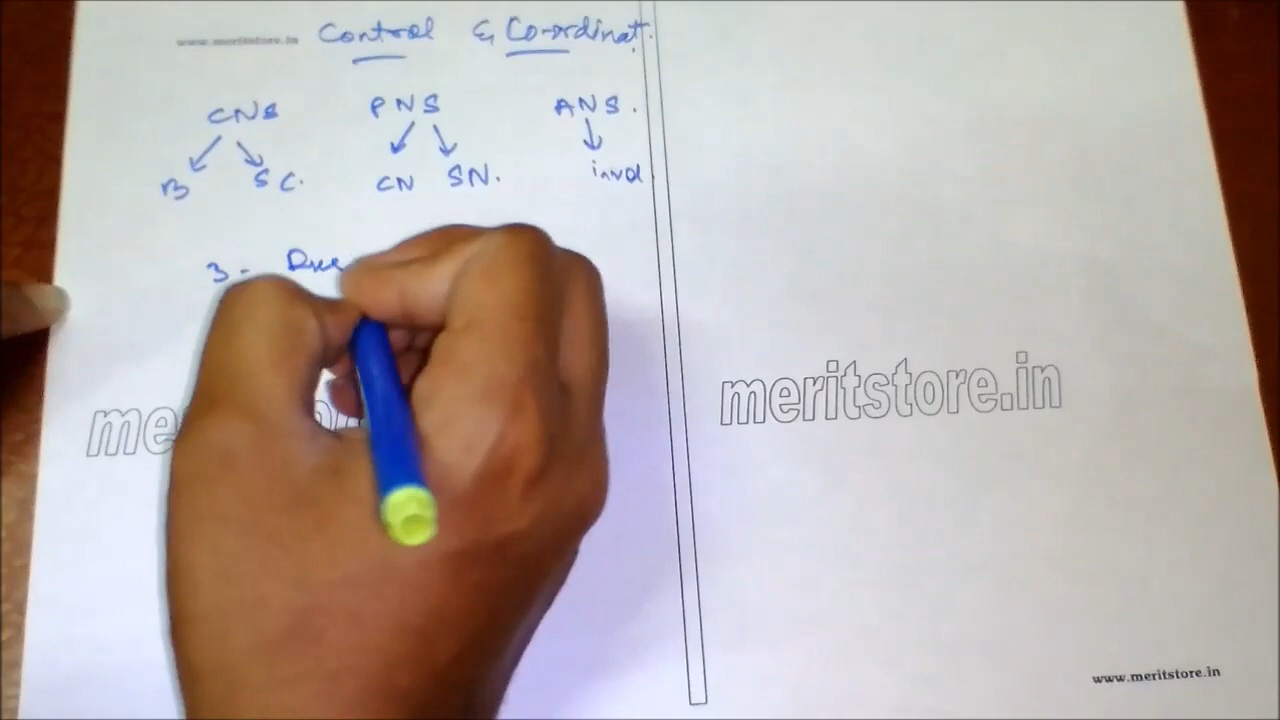 www.meritstore.in Control & Co-ordinat.
CNS PNS ANS.
B SC. CN SN. invol
3-
meritstore.in
www.meritstore.in